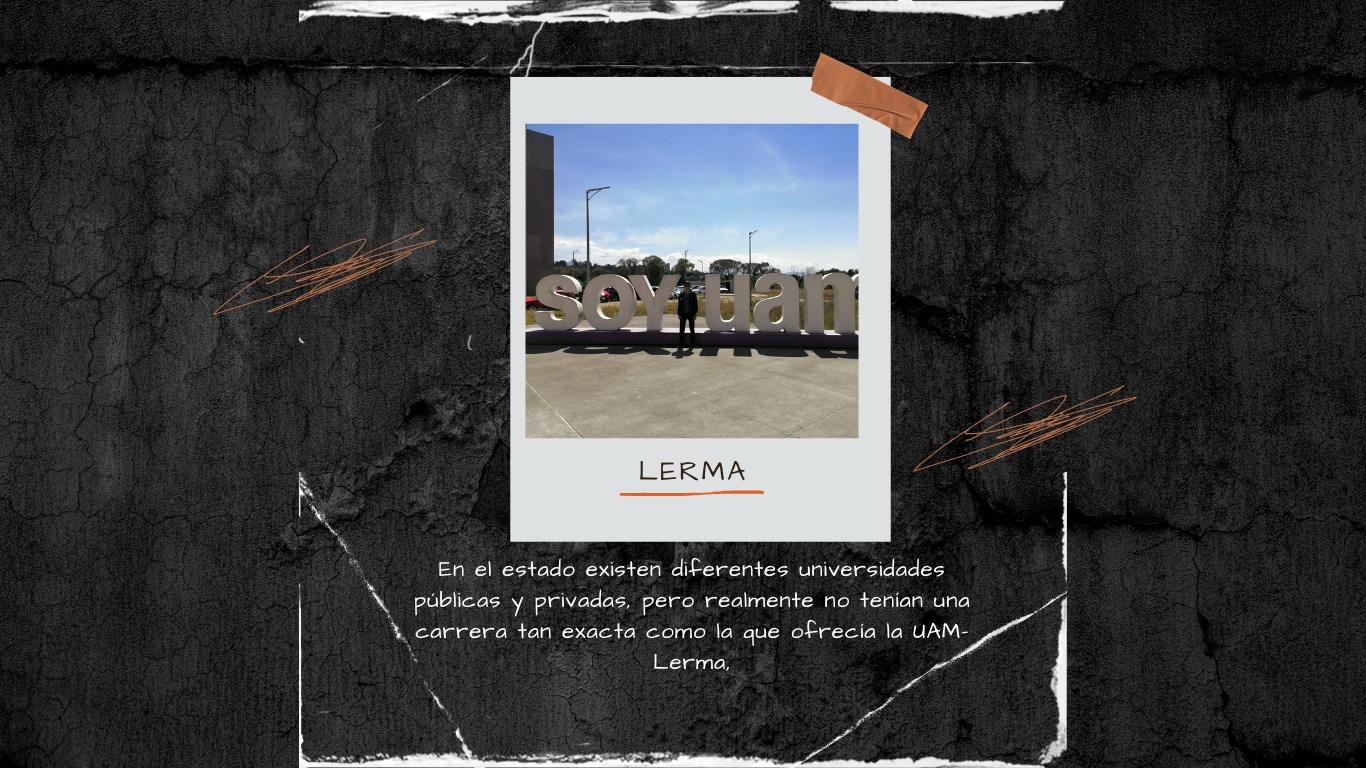 soy uam
LERMA
En el estado existen diferentes universidades
públicas y privadas, pero realmente no tenían una
carrera tan exacta como la que ofrecía la UAM-
Lerma,